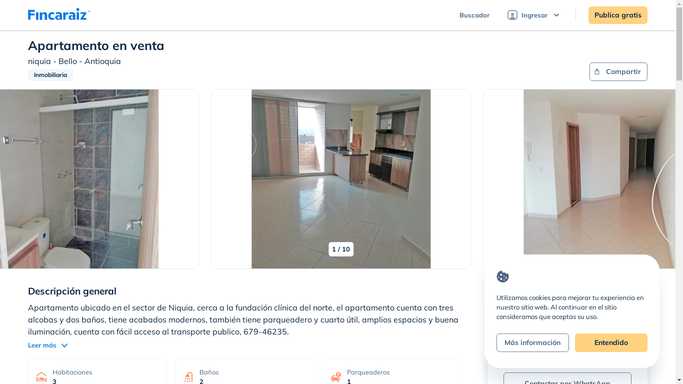 Fincaraiz
Buscador
Ingresar
Publica gratis
Apartamento en venta
niquia - Bello - Antioquia
Inmobiliaria
Compartir
1 / 10
Descripción general
Apartamento ubicado en el sector de Niquia, cerca a la fundación clínica del norte, el apartamento cuenta con tres
alcobas y dos baños, tiene acabados modernos, también tiene parqueadero y cuarto útil, amplios espacios y buena
iluminación, cuenta con fácil acceso al transporte publico, 679-46235.
Leer más
Habitaciones
3
Baños
2
Parqueaderos
1
Utilizamos cookies para mejorar tu experiencia en
nuestro sitio web. Al continuar en el sitio
consideramos que aceptas su uso.
Más información
Entendido
Contactar por WhatsApp